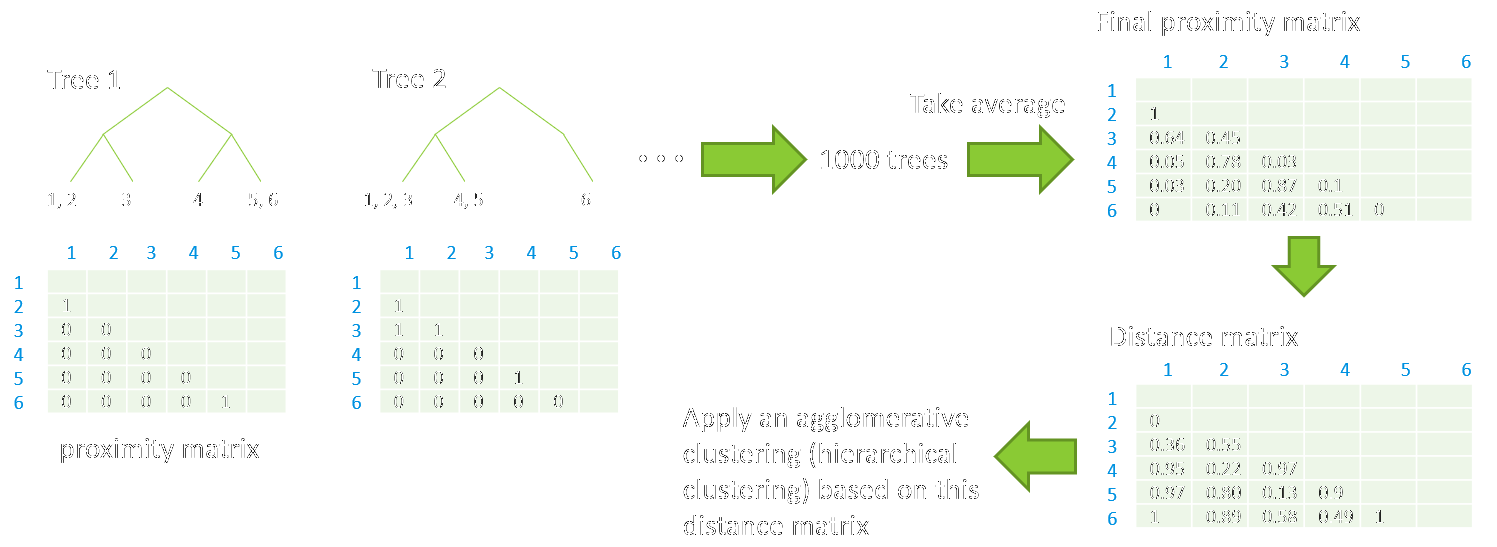 Final proximity matrix
1 2 3 4 5 6
1
2 1
3 0.64 0.45
4 0.05 0.78 0.03
5 0.03 0.20 0.87 0.1
6 0 0.11 0.42 0.51 0
Tree 1
1, 2 3 4 5, 6
Tree 2
1, 2, 3 4, 5 6
1000 trees
Take average
1 2 3 4 5 6
1
2 1
3 0 0
4 0 0 0
5 0 0 0 0
6 0 0 0 0 1
proximity matrix
1 2 3 4 5 6
1
2 1
3 1 1
4 0 0 0
5 0 0 0 1
6 0 0 0 0 0
Distance matrix
1 2 3 4 5 6
1
2 0
3 0.36 0.55
4 0.95 0.22 0.97
5 0.97 0.80 0.13 0.9
6 1 0.89 0.58 0.49 1
Apply an agglomerative
clustering (hierarchical
clustering) based on this
distance matrix